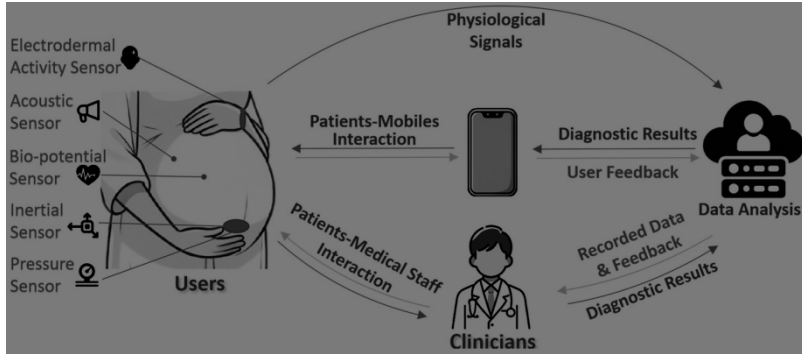 Physiological
Signals
Electrodermal
Activity Sensor
Acoustic
Sensor
Bio-potential
Sensor
Inertial
Sensor
Pressure
Sensor
Users
Patients-Mobiles
Interaction
Diagnostic Results
User Feedback
Data Analysis
Patients-Medical Staff
Interaction
Recorded Data
& Feedback
Diagnostic Results
Clinicians